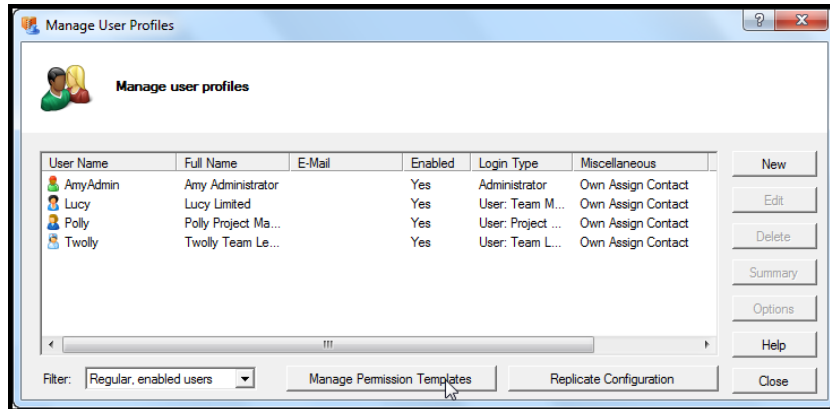 Manage User Profiles
Manage user profiles
User Name Full Name E-Mail Enabled Login Type Miscellaneous
AmyAdmin Amy Administrator Yes Administrator Own Assign Contact
Lucy Lucy Limited Yes User: Team M... Own Assign Contact
Polly Polly Project Ma... Yes User: Project ... Own Assign Contact
Twolly Twolly Team Le... Yes User: Team L... Own Assign Contact
New
Edit
Delete
Summary
Options
Help
Filter: Regular, enabled users Manage Permission Templates Replicate Configuration Close